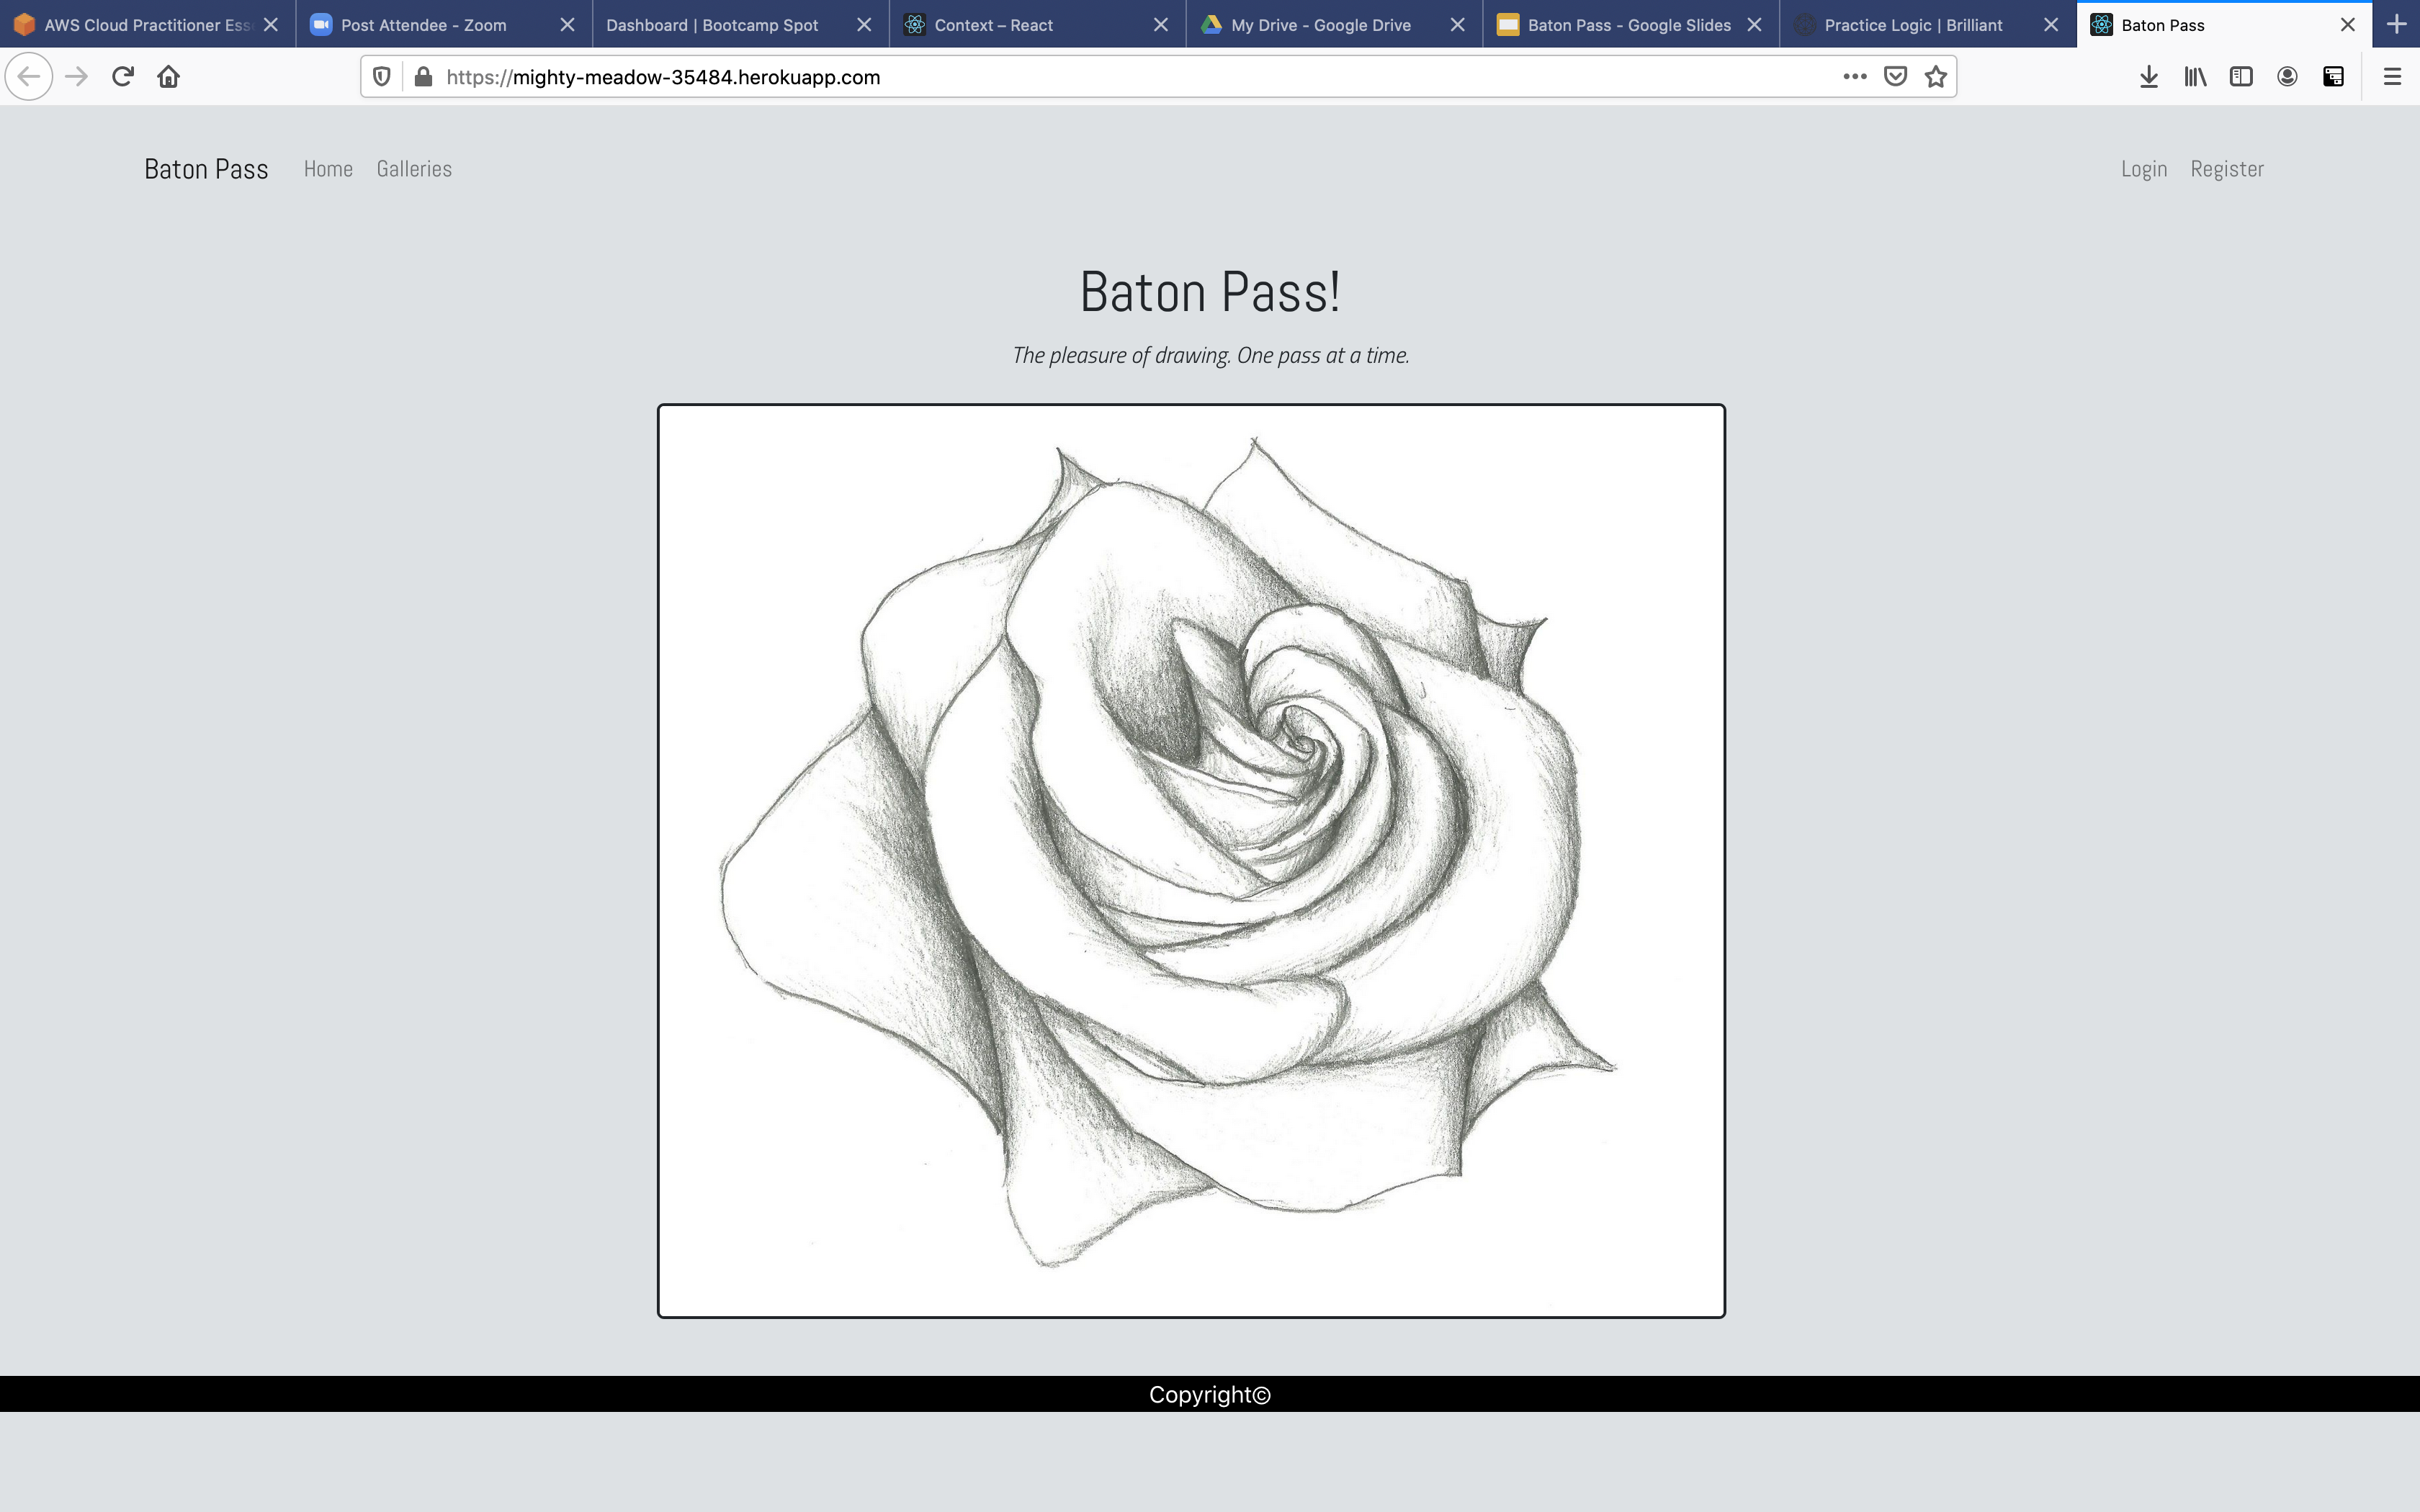 AWS Cloud Practitioner Ess
Post Attendee - Zoom
Dashboard | Bootcamp Spot
Context – React
My Drive - Google Drive
Baton Pass - Google Slides
Practice Logic | Brilliant
Baton Pass
https://mighty-meadow-35484.herokuapp.com
Baton Pass Home Galleries Login Register
Baton Pass!
The pleasure of drawing. One pass at a time.
Copyright©